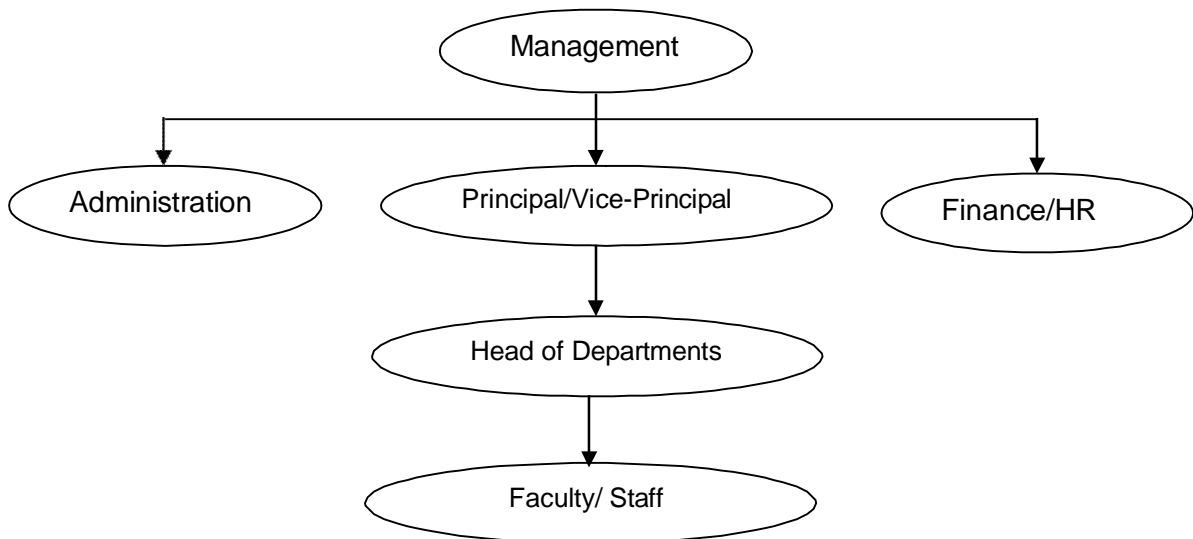 Management
Administration
Principal/Vice-Principal
Finance/HR
Head of Departments
Faculty/ Staff